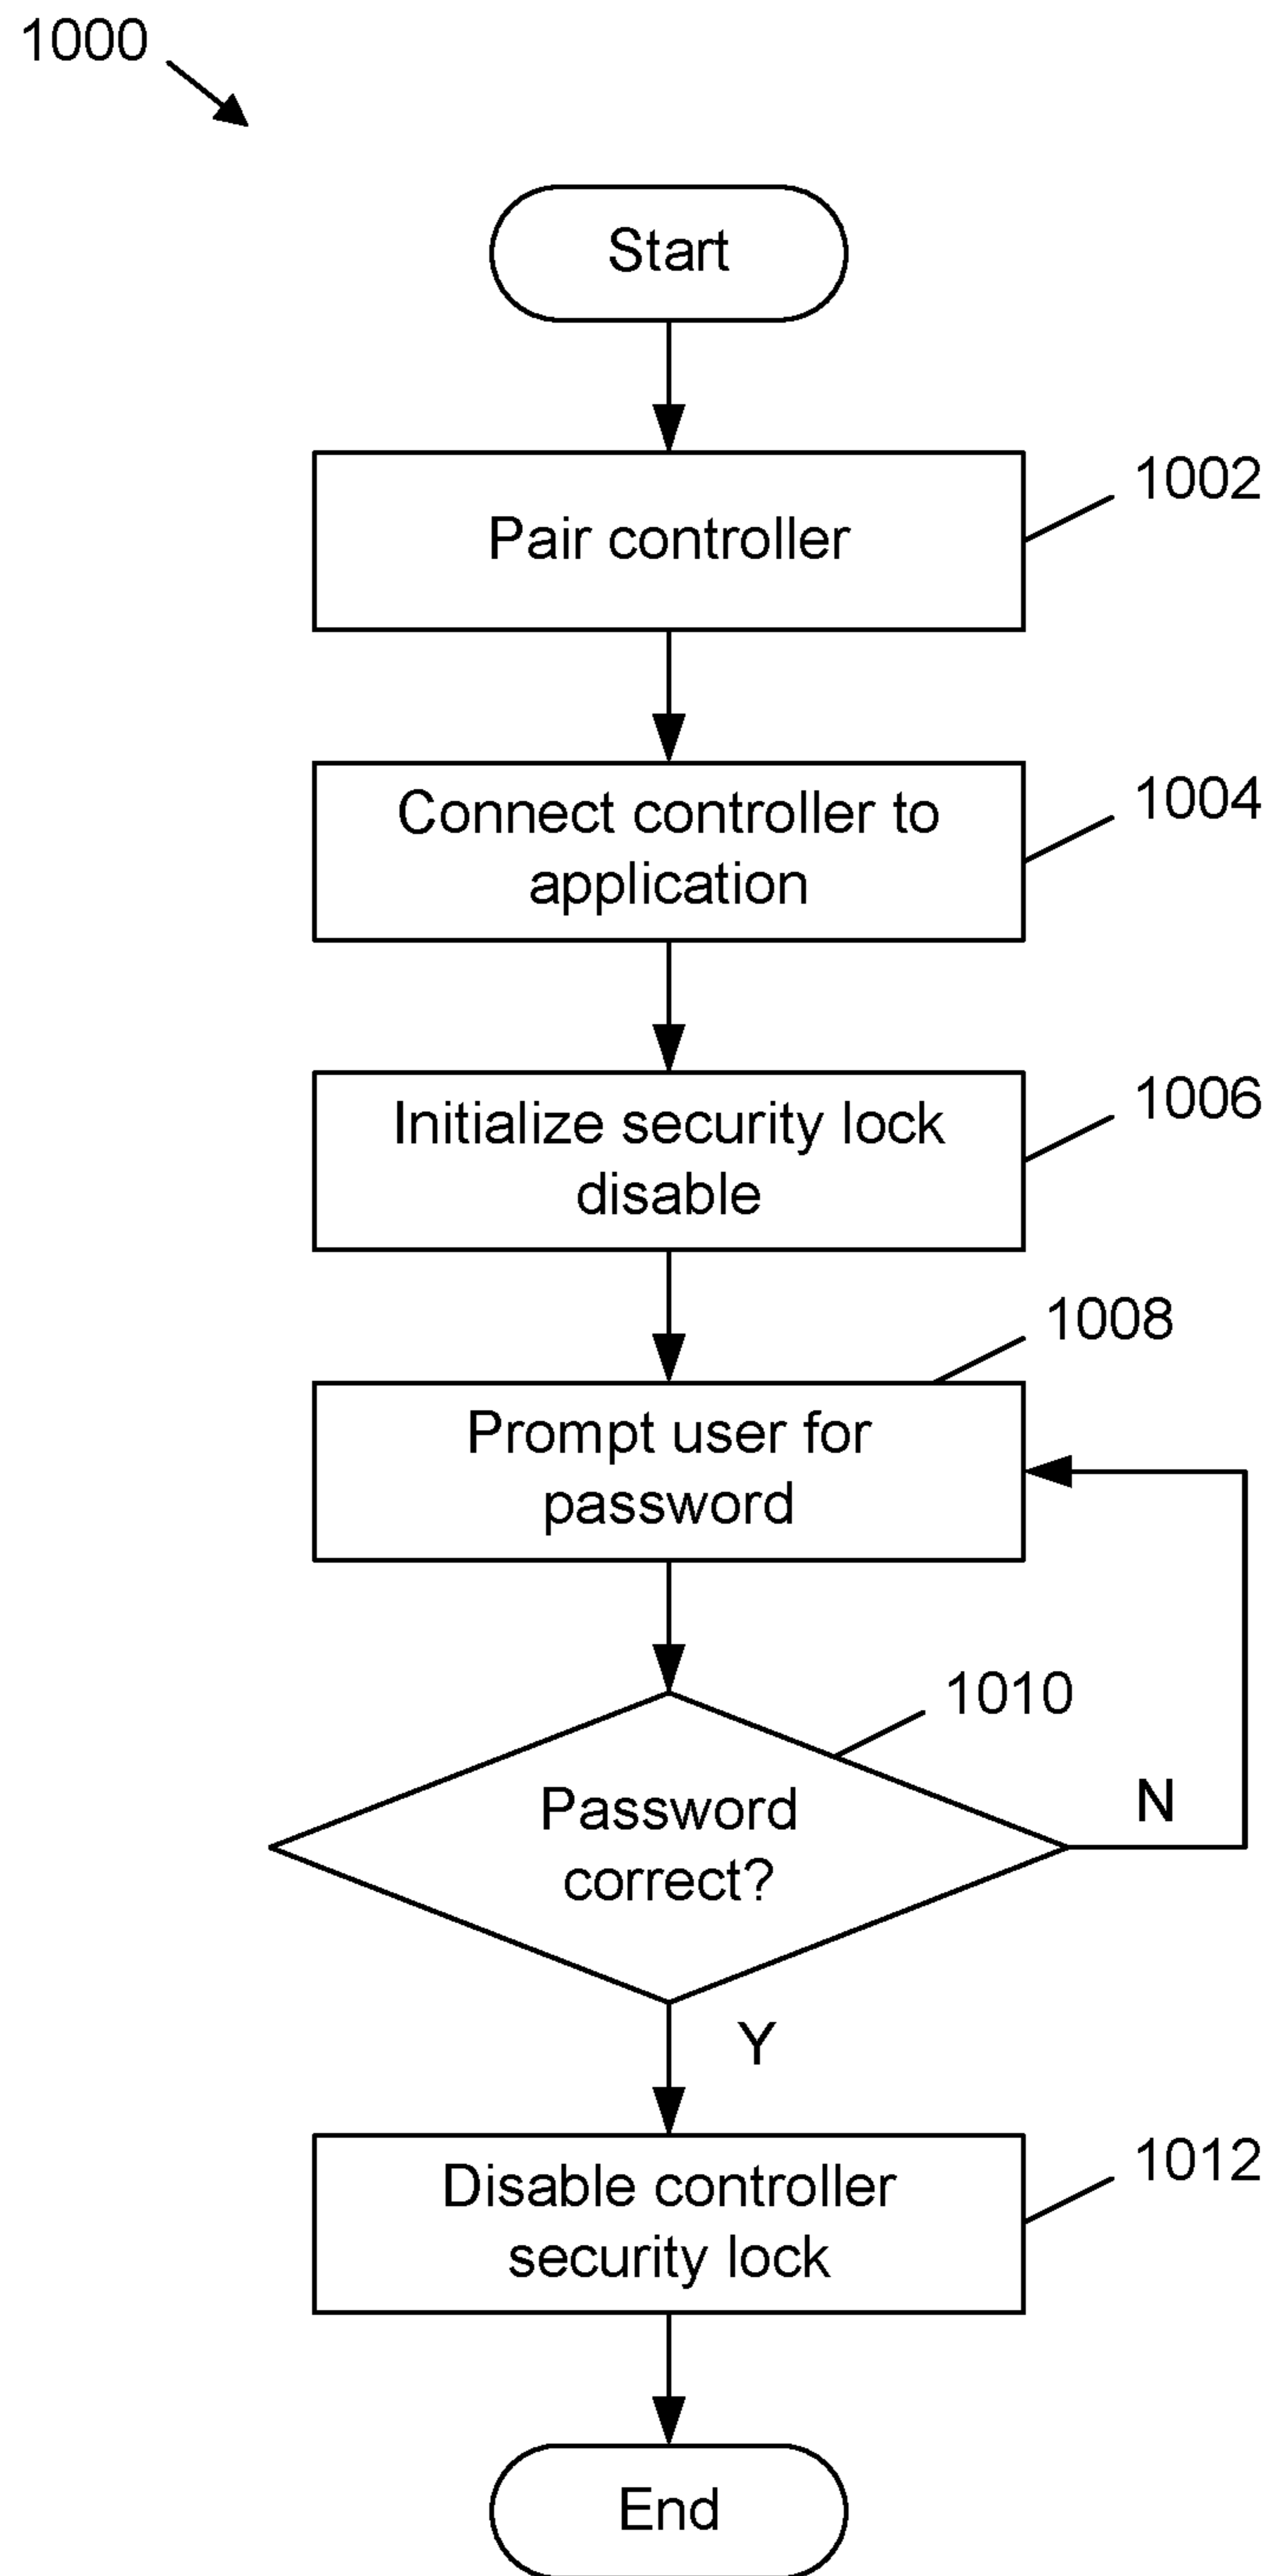 1000
Start
1002
Pair controller
1004
Connect controller to
application
1006
Initialize security lock
disable
1008
Prompt user for
password
1010
Password
correct?
N
Y
1012
Disable controller
security lock
End